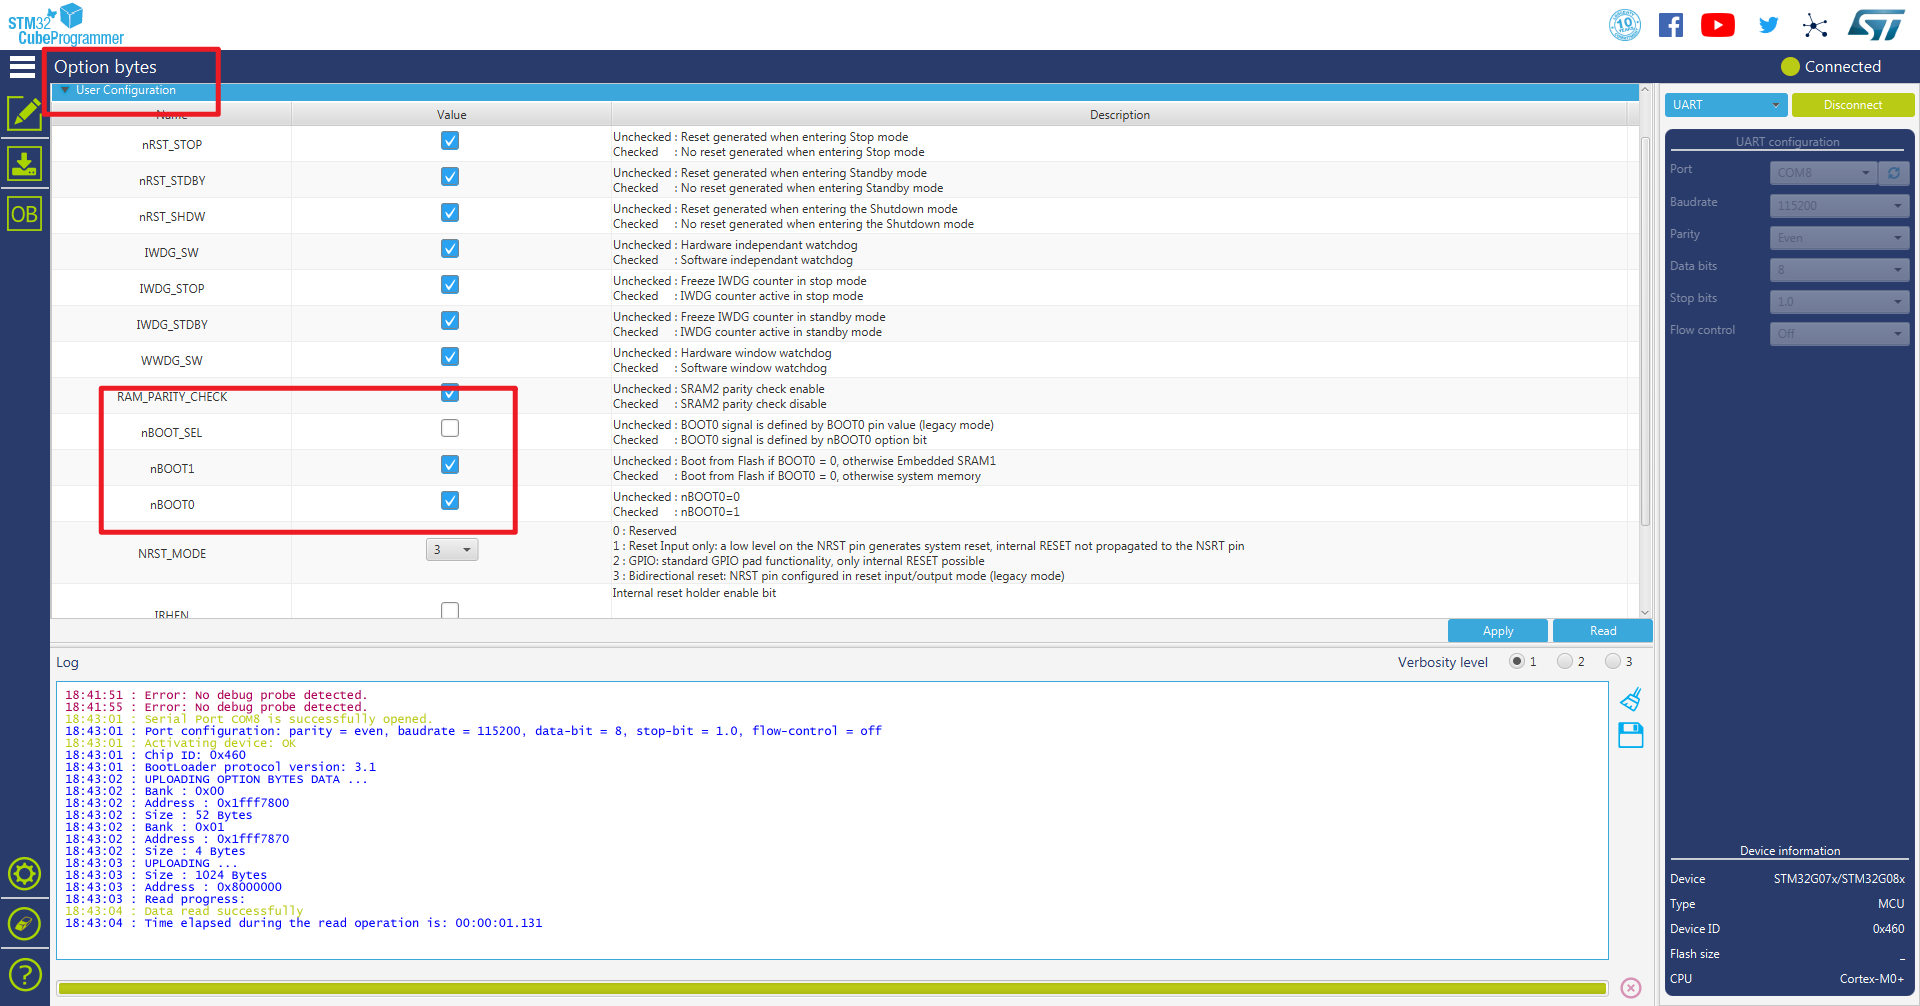 STM32
CubeProgrammer
10
Option bytes
Connected
User Configuration
Name Value Description
nRST_STOP
Unchecked : Reset generated when entering Stop mode
Checked : No reset generated when entering Stop mode
nRST_STDBY
Unchecked : Reset generated when entering Standby mode
Checked : No reset generated when entering Standby mode
nRST_SHDW
Unchecked : Reset generated when entering the Shutdown mode
Checked : No reset generated when entering the Shutdown mode
IWDG_SW
Unchecked : Hardware independant watchdog
Checked : Software independant watchdog
IWDG_STOP
Unchecked : Freeze IWDG counter in stop mode
Checked : IWDG counter active in stop mode
IWDG_STDBY
Unchecked : Freeze IWDG counter in standby mode
Checked : IWDG counter active in standby mode
WWDG_SW
Unchecked : Hardware window watchdog
Checked : Software window watchdog
RAM_PARITY_CHECK
Unchecked : SRAM2 parity check enable
Checked : SRAM2 parity check disable
nBOOT_SEL
Unchecked : BOOT0 signal is defined by BOOT0 pin value (legacy mode)
Checked : BOOT0 signal is defined by nBOOT0 option bit
nBOOT1
Unchecked : Boot from Flash if BOOT0 = 0, otherwise Embedded SRAM1
Checked : Boot from Flash if BOOT0 = 0, otherwise system memory
nBOOT0
Unchecked : nBOOT0=0
Checked : nBOOT0=1
NRST_MODE
3
0 : Reserved
1 : Reset Input only: a low level on the NRST pin generates system reset, internal RESET not propagated to the NSRT pin
2 : GPIO: standard GPIO pad functionality, only internal RESET possible
3 : Bidirectional reset: NRST pin configured in reset input/output mode (legacy mode)
IRHEN
Internal reset holder enable bit
Apply Read
OB
Log
Verbosity level 1 2 3
18:41:51 : Error: No debug probe detected.
18:41:55 : Error: No debug probe detected.
18:43:01 : Serial Port COM8 is successfully opened.
18:43:01 : Port configuration: parity = even, baudrate = 115200, data-bit = 8, stop-bit = 1.0, flow-control = off
18:43:01 : Activating device: OK
18:43:01 : Chip ID: 0x460
18:43:01 : BootLoader protocol version: 3.1
18:43:02 : UPLOADING OPTION BYTES DATA ...
18:43:02 : Bank : 0x00
18:43:02 : Address : 0x1fff7800
18:43:02 : Size : 52 Bytes
18:43:02 : Bank : 0x01
18:43:02 : Address : 0x1fff7870
18:43:02 : Size : 4 Bytes
18:43:03 : UPLOADING ...
18:43:03 : Size : 1024 Bytes
18:43:03 : Address : 0x8000000
18:43:03 : Read progress:
18:43:04 : Data read successfully
18:43:04 : Time elapsed during the read operation is: 00:00:01.131
UART
Disconnect
UART configuration
Port COM8
Baudrate 115200
Parity Even
Data bits 8
Stop bits 1.0
Flow control Off
Device information
Device STM32G07x/STM32G08x
Type MCU
Device ID 0x460
Flash size _
CPU Cortex-M0+